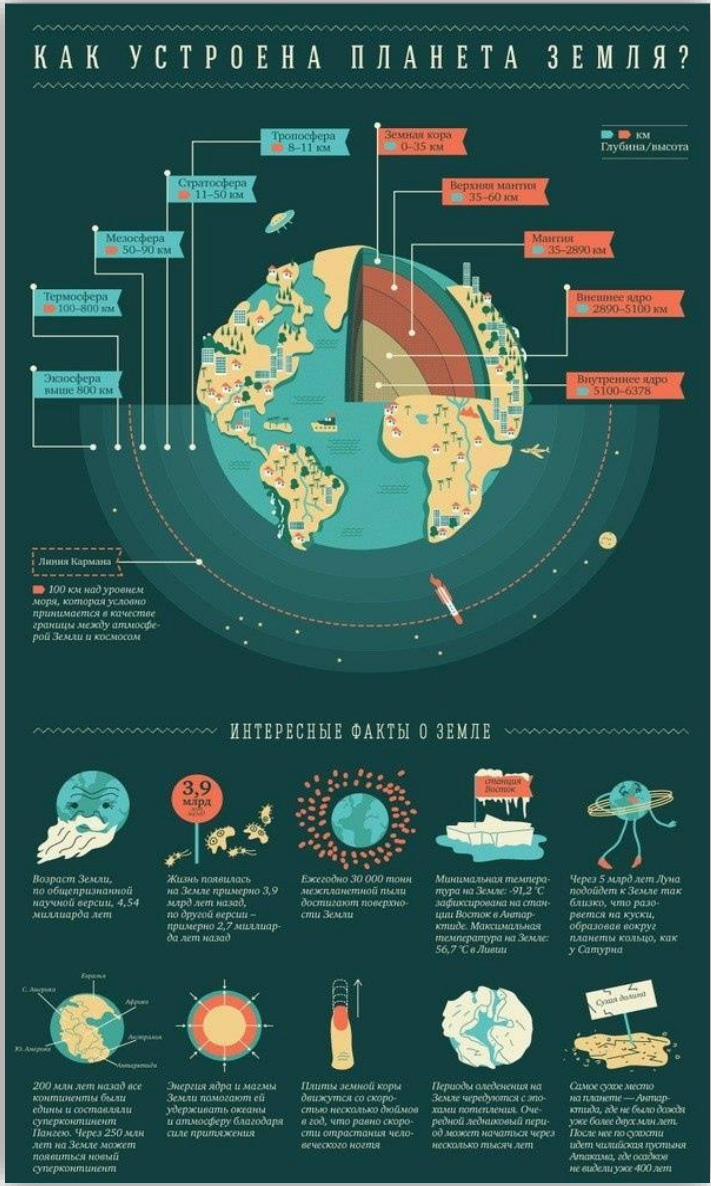 КАК УСТРОЕНА ПЛАНЕТА ЗЕМЛЯ?
Тропосфера
8–11 км
Земная кора
0–35 км
км
Глубина/высота
Стратосфера
11–50 км
Верхняя мантия
35–60 км
Мезосфера
50–90 км
Мантия
35–2890 км
Термосфера
100–800 км
Внешнее ядро
2890–5100 км
Экзосфера
выше 800 км
Внутреннее ядро
5100–6378
Линия Кармана
100 км над уровнем
моря, которая условно
принимается в качестве
границы между атмосфе-
рой Земли и космосом
ИНТЕРЕСНЫЕ ФАКТЫ О ЗЕМЛЕ
3,9
млрд
станция
Восток
Возраст Земли,
по общепризнанной
научной версии, 4,54
миллиарда лет
Жизнь появилась
на Земле примерно 3,9
млрд лет назад,
по другой версии –
примерно 2,7 миллиар-
да лет назад
Ежегодно 30 000 тонн
межпланетной пыли
достигают поверхно-
сти Земли
Минимальная темпера-
тура на Земле: -91,2 °C
зафиксирована на стан-
ции Восток в Антар-
ктиде. Максимальная
температура на Земле:
56,7 °C в Ливии
Через 5 млрд лет Луна
подойдет к Земле так
близко, что разо-
рвется на куски,
образовав вокруг
планеты кольцо, как
у Сатурна
Евразия
С. Америка
Африка
Австралия
Ю. Америка
Антарктида
Сухая долина
200 млн лет назад все
континенты были
едины и составляли
суперконтинент
Пангею. Через 250 млн
лет на Земле может
появиться новый
суперконтинент
Энергия ядра и магмы
Земли помогают ей
удерживать океаны
и атмосферу благодаря
силе притяжения
Плиты земной коры
движутся со скоро-
стью несколько дюймов
в год, что равно скоро-
сти отрастания чело-
веческого ногтя
Периоды оледенения на
Земле чередуются с эпо-
хами потепления. Оче-
редной ледниковый пери-
од может начаться через
несколько тысяч лет
Самое сухое место
на планете — Антар-
ктида, где не было дождя
уже более двух млн лет.
После нее по сухости
идет чилийская пустыня
Атакама, где осадков
не видели уже 400 лет